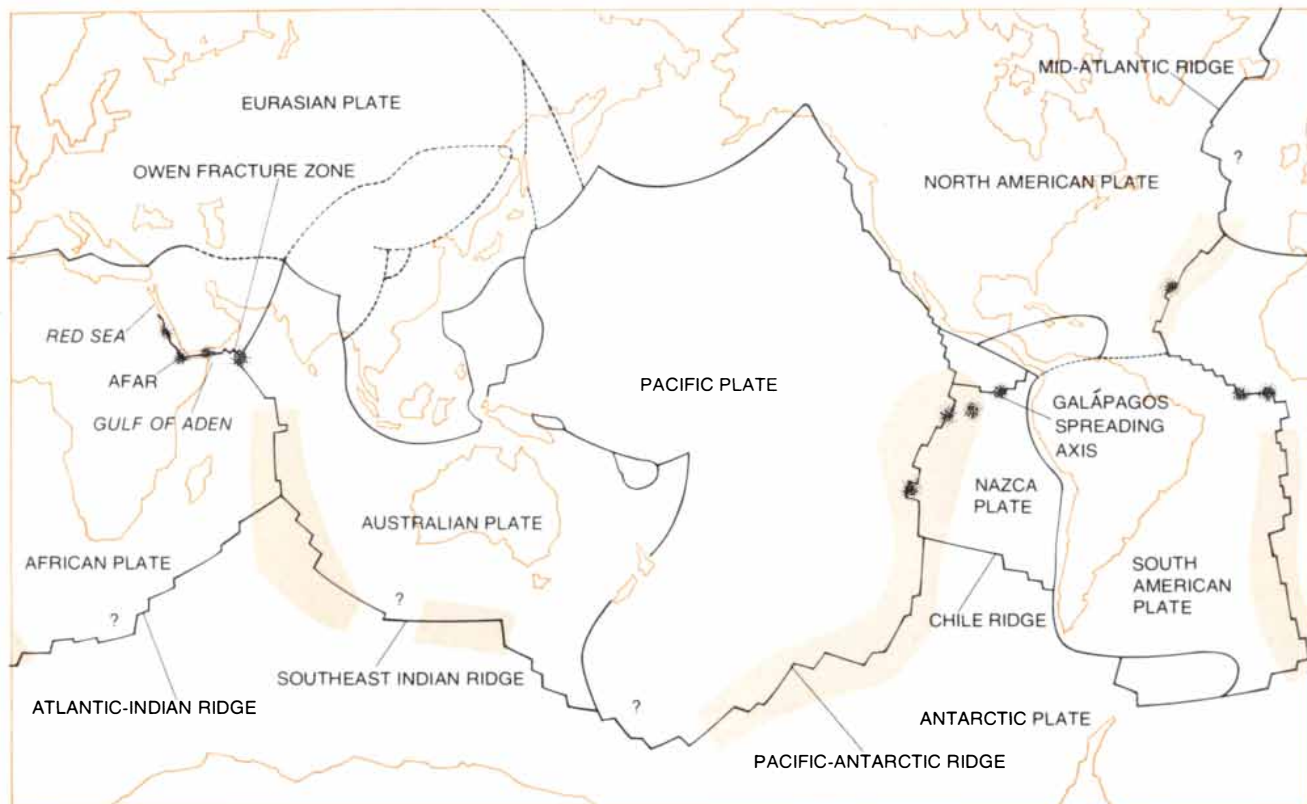 MID-ATLANTIC RIDGE
EURASIAN PLATE
OWEN FRACTURE ZONE
?
NORTH AMERICAN PLATE
RED SEA
AFAR
PACIFIC PLATE
GULF OF ADEN
GALÁPAGOS
SPREADING
AXIS
NAZCA
PLATE
AUSTRALIAN PLATE
AFRICAN PLATE
SOUTH
AMERICAN
PLATE
?
?
CHILE RIDGE
SOUTHEAST INDIAN RIDGE
ATLANTIC-INDIAN RIDGE
?
ANTARCTIC PLATE
PACIFIC-ANTARCTIC RIDGE